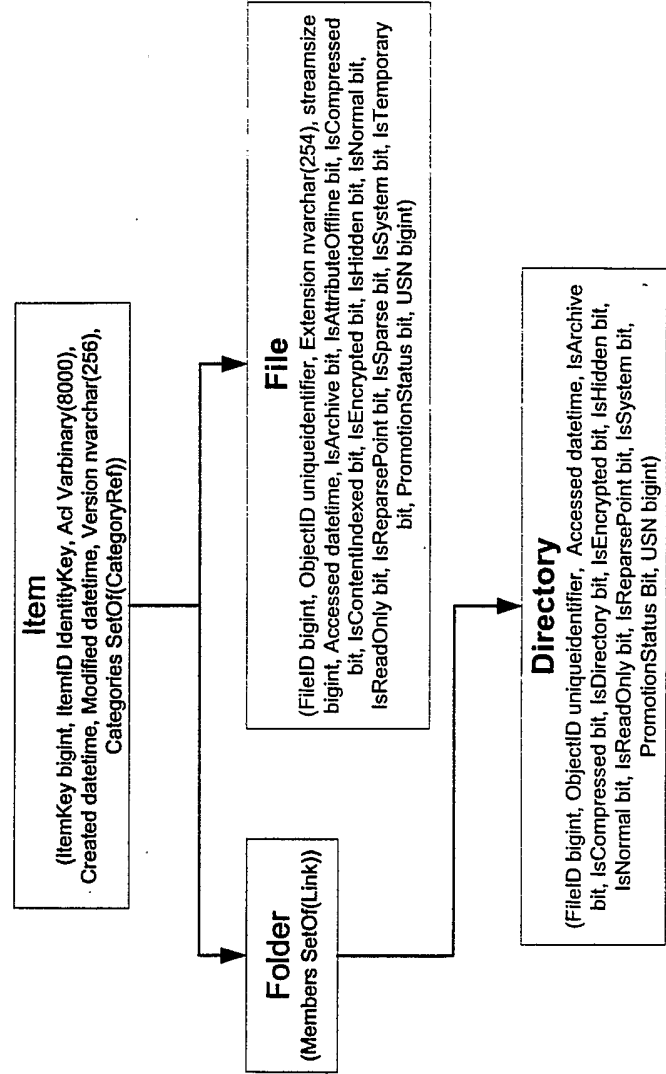 Item
(ItemKey bigint, ItemID IdentityKey, Acl Varbinary(8000),
Created datetime, Modified datetime, Version nvarchar(256),
Categories SetOf(CategoryRef))
Folder
(Members SetOf(Link))
File
(FileID bigint, ObjectID uniqueidentifier, Extension nvarchar(254), streamsize
bigint, Accessed datetime, IsArchive bit, IsAttributeOffline bit, IsCompressed
bit, IsContentIndexed bit, IsEncrypted bit, IsHidden bit, IsNormal bit,
IsReadOnly bit, IsReparsePoint bit, IsSparse bit, IsSystem bit, IsTemporary
bit, PromotionStatus bit, USN bigint)
Directory
(FileID bigint, ObjectID uniqueidentifier, Accessed datetime, IsArchive
bit, IsCompressed bit, IsDirectory bit, IsEncrypted bit, IsHidden bit,
IsNormal bit, IsReadOnly bit, IsReparsePoint bit, IsSystem bit,
PromotionStatus Bit, USN bigint)